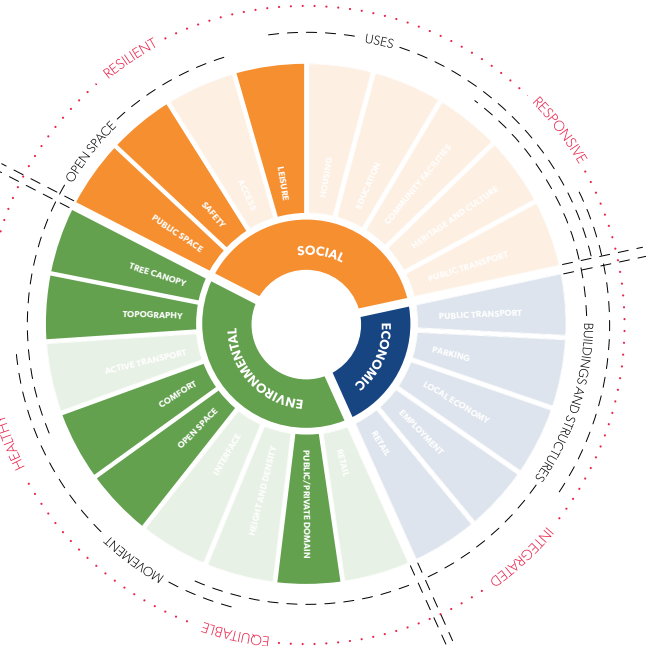 RESILIENT
USES
RESPONSIVE
OPEN SPACE
BUILDINGS AND STRUCTURES
INTEGRATED
EQUITABLE
MOVEMENT
HEALTHY
SOCIAL
ECONOMIC
ENVIRONMENTAL
PUBLIC SPACE
SAFETY
ACCESS
LEISURE
HOUSING
EDUCATION
COMMUNITY FACILITIES
HERITAGE AND CULTURE
PUBLIC TRANSPORT
PUBLIC TRANSPORT
PARKING
LOCAL ECONOMY
EMPLOYMENT
RETAIL
RETAIL
PUBLIC/PRIVATE DOMAIN
HEIGHT AND DENSITY
INTERFACE
OPEN SPACE
COMFORT
ACTIVE TRANSPORT
TOPOGRAPHY
TREE CANOPY